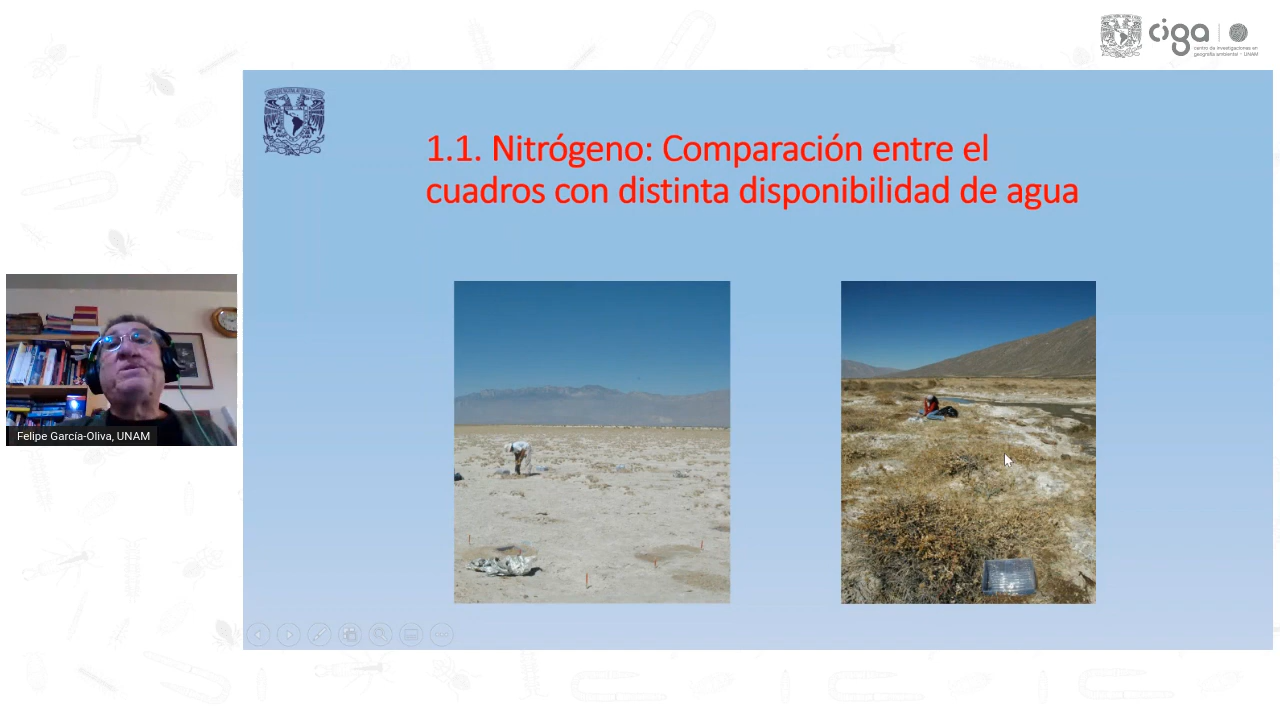 ciga
centro de investigaciones en
geografía ambiental • UNAM
1.1. Nitrógeno: Comparación entre el
cuadros con distinta disponibilidad de agua
Felipe García-Oliva, UNAM